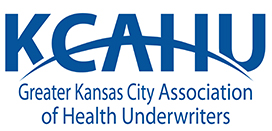 KCAHU
Greater Kansas City Association
of Health Underwriters